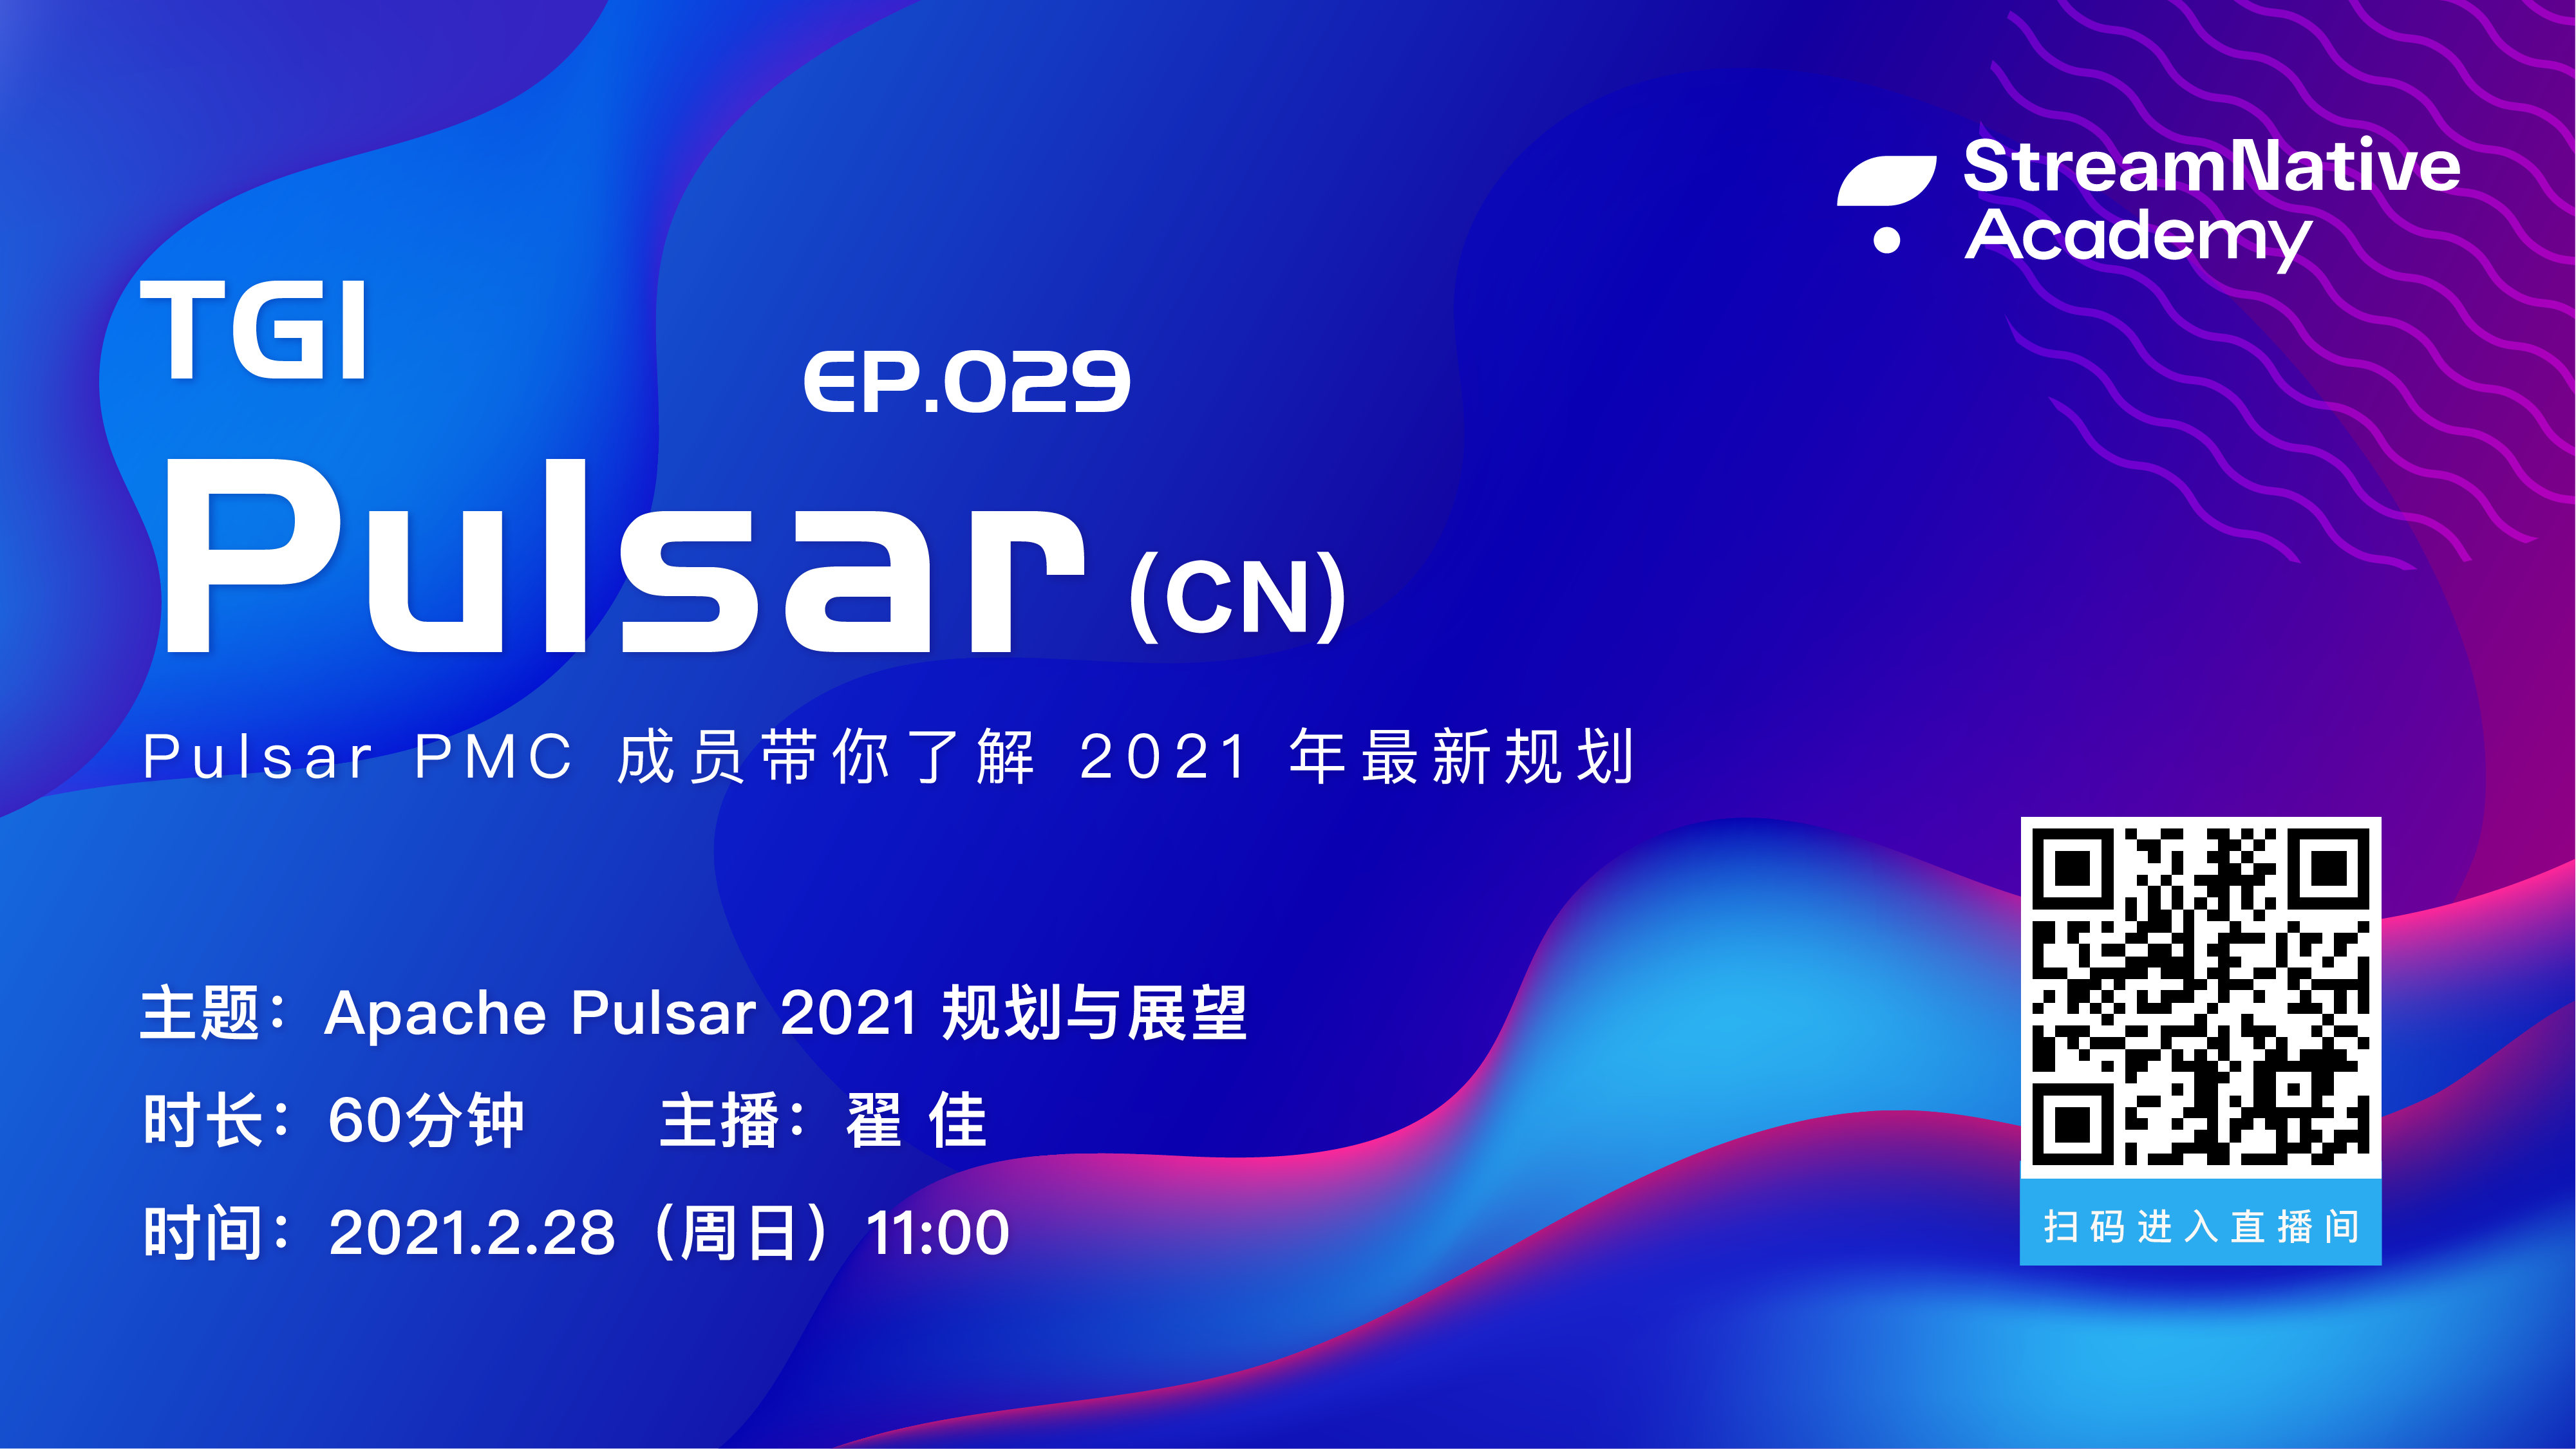 StreamNative
Academy
TGI
EP.029
Pulsar (CN)
Pulsar PMC 成员带你了解 2021 年最新规划
主题：Apache Pulsar 2021 规划与展望
时长：60分钟 主播：翟 佳
时间：2021.2.28（周日）11:00
扫码进入直播间